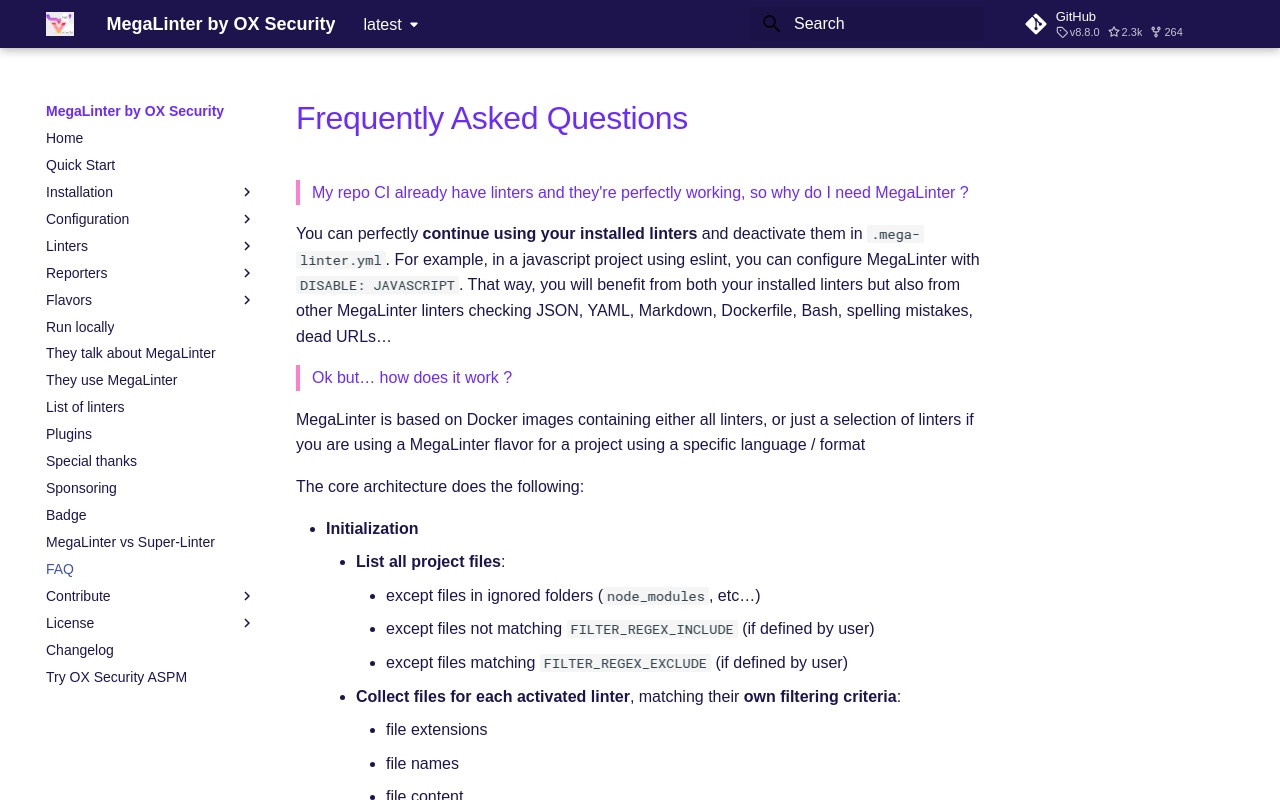 MegaLinter by OX Security
latest
Search
GitHub
v8.8.0 2.3k 264
MegaLinter by OX Security
Home
Quick Start
Installation
Configuration
Linters
Reporters
Flavors
Run locally
They talk about MegaLinter
They use MegaLinter
List of linters
Plugins
Special thanks
Sponsoring
Badge
MegaLinter vs Super-Linter
FAQ
Contribute
License
Changelog
Try OX Security ASPM
Frequently Asked Questions
My repo CI already have linters and they're perfectly working, so why do I need MegaLinter ?
You can perfectly continue using your installed linters and deactivate them in .mega-
linter.yml. For example, in a javascript project using eslint, you can configure MegaLinter with
DISABLE: JAVASCRIPT. That way, you will benefit from both your installed linters but also from
other MegaLinter linters checking JSON, YAML, Markdown, Dockerfile, Bash, spelling mistakes,
dead URLs…
Ok but… how does it work ?
MegaLinter is based on Docker images containing either all linters, or just a selection of linters if
you are using a MegaLinter flavor for a project using a specific language / format
The core architecture does the following:
• Initialization
• List all project files:
• except files in ignored folders (node_modules, etc…)
• except files not matching FILTER_REGEX_INCLUDE (if defined by user)
• except files matching FILTER_REGEX_EXCLUDE (if defined by user)
• Collect files for each activated linter, matching their own filtering criteria:
• file extensions
• file names
• file content